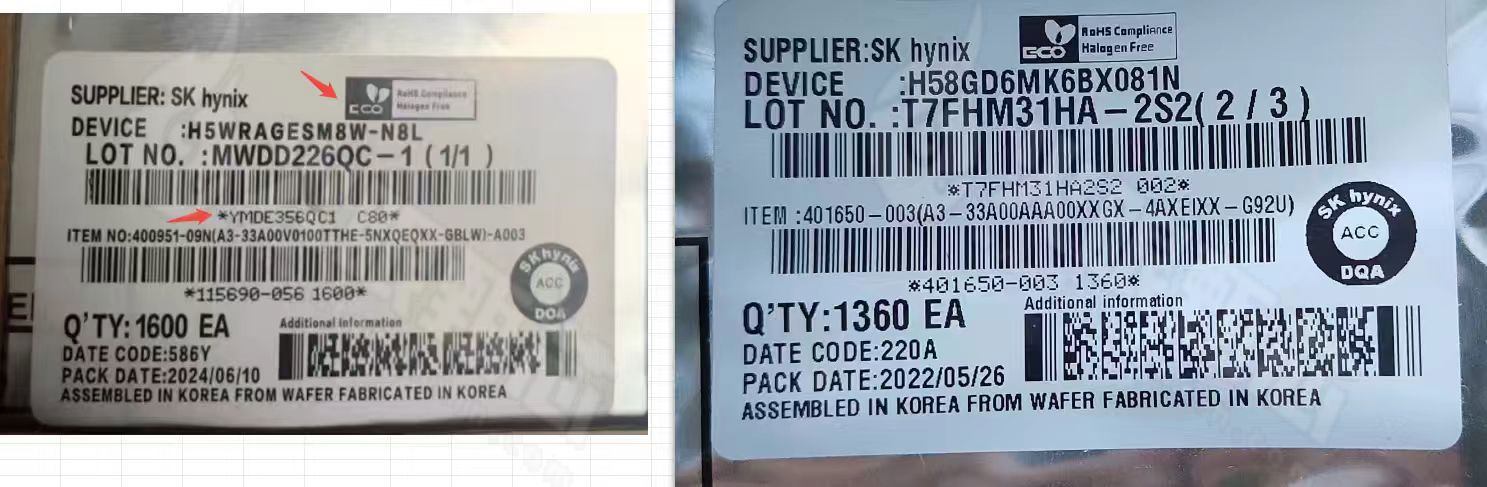 SUPPLIER: SK hynix
ECO RoHS Compliance
Halogen Free
DEVICE :H5WRAGESM8W-N8L
LOT NO. :MWDD226QC-1 ( 1/1 )
*YMDE356QC1 C80*
ITEM NO:400951-09N(A3-33A00V0100TTHE-5NXQEQXX-GBLW)-A003
*115690-056 1600*
SK hynix
ACC
DQA
Q'TY: 1600 EA
Additional Information
DATE CODE:586Y
PACK DATE:2024/06/10
ASSEMBLED IN KOREA FROM WAFER FABRICATED IN KOREA
SUPPLIER:SK hynix
ECO RoHS Compliance
Halogen Free
DEVICE :H58GD6MK6BX081N
LOT NO. :T7FHM31HA-2S2( 2 / 3 )
*T7FHM31HA2S2 002*
ITEM :401650-003(A3-33A00AAA00XXGX-4AXEIXX-G92U)
*401650-003 1360*
SK hynix
ACC
DQA
Q'TY:1360 EA
Additional information
DATE CODE:220A
PACK DATE:2022/05/26
ASSEMBLED IN KOREA FROM WAFER FABRICATED IN KOREA